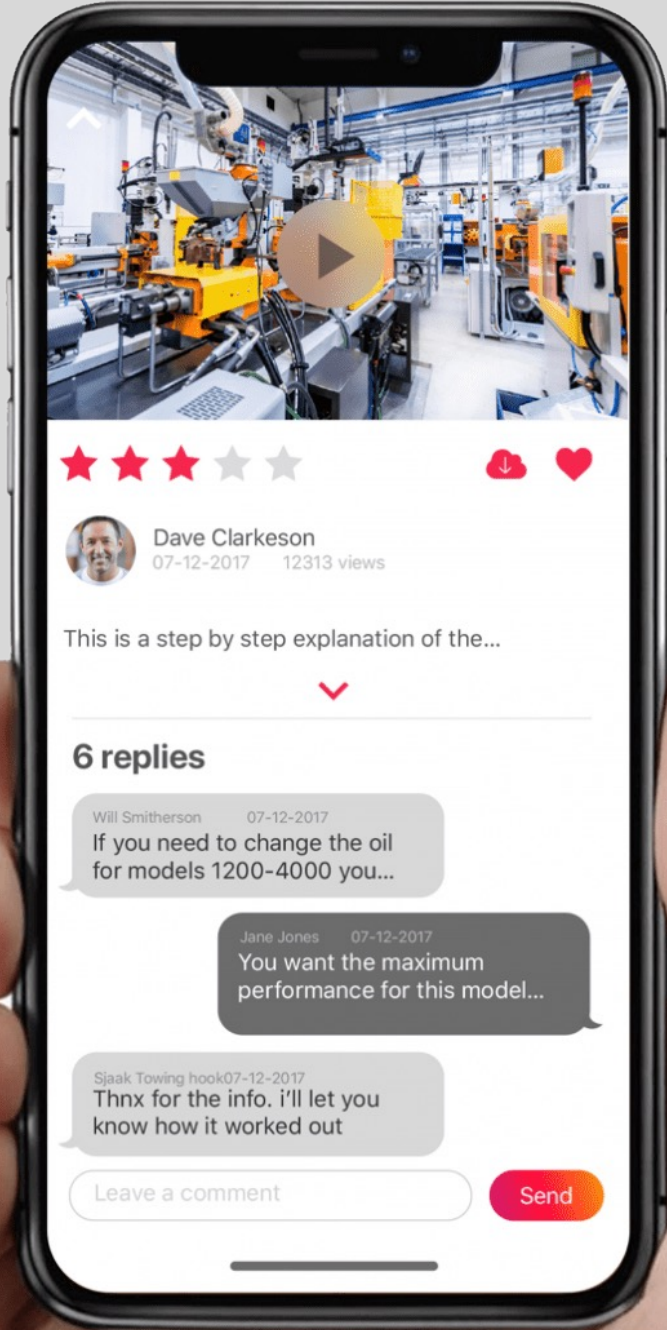 Dave Clarkeson
07-12-2017 12313 views
This is a step by step explanation of the...
6 replies
Will Smitherson 07-12-2017
If you need to change the oil
for models 1200-4000 you...
Jane Jones 07-12-2017
You want the maximum
performance for this model...
Sjaak Towing hook07-12-2017
Thnx for the info. i'll let you
know how it worked out
Leave a comment
Send